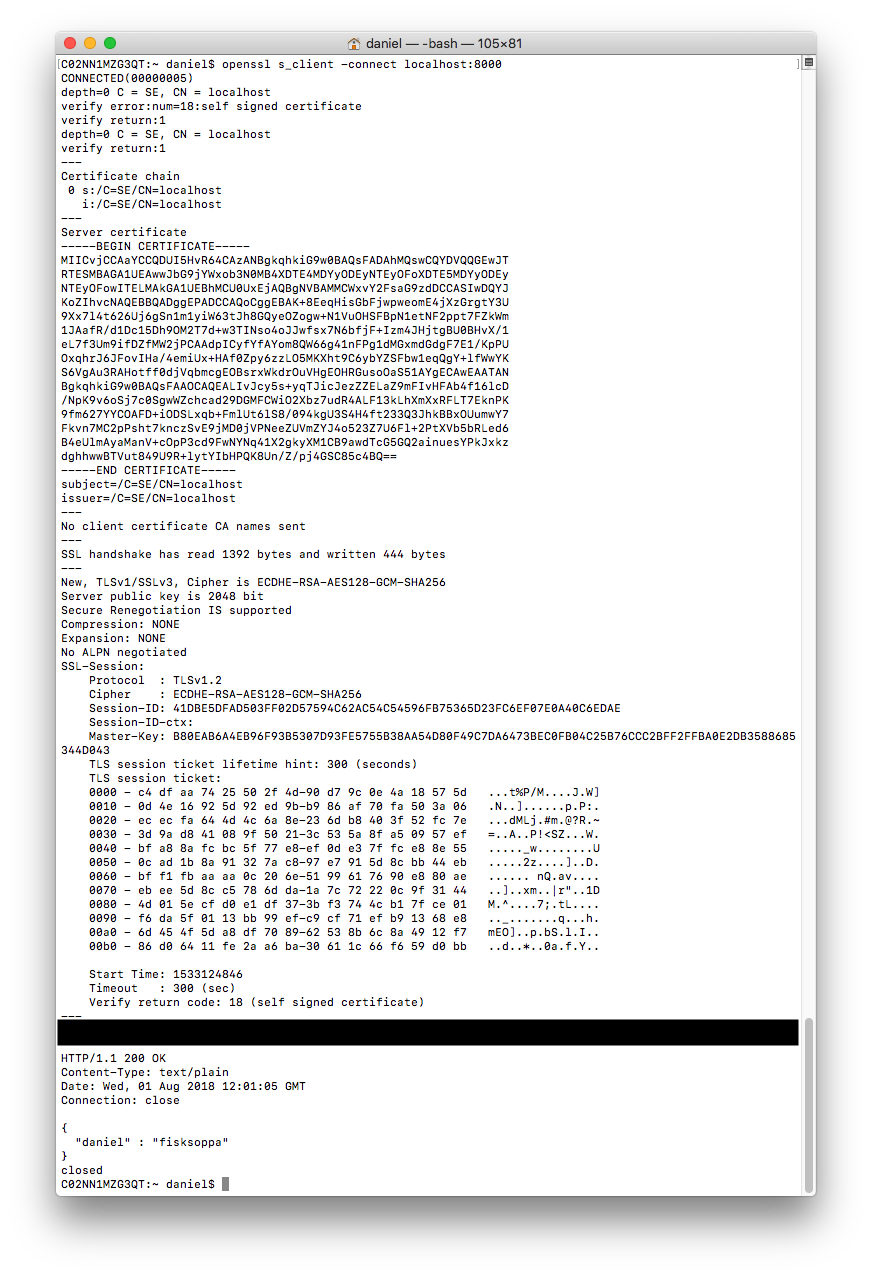 daniel — -bash — 105×81
C02NN1MZG3QT:~ daniel$ openssl s_client -connect localhost:8000
CONNECTED(00000005)
depth=0 C = SE, CN = localhost
verify error:num=18:self signed certificate
verify return:1
depth=0 C = SE, CN = localhost
verify return:1
---
Certificate chain
 0 s:/C=SE/CN=localhost
   i:/C=SE/CN=localhost
---
Server certificate
-----BEGIN CERTIFICATE-----
MIICvjCCAaYCCQDUI5HvR64CAzANBgkqhkiG9w0BAQsFADAhMQswCQYDVQQGEwJT
RTESMBAGA1UEAwwJbG9jYWxob3N0MB4XDTE4MDYyODEyNTEyOFoXDTE5MDYyODEy
NTEyOFowITELMAkGA1UEBhMCU0UxEjAQBgNVBAMMCWxvY2FsaG9zdDCCASIwDQYJ
KoZIhvcNAQEBBQADggEPADCCAQoCggEBAK+8EeqHisGbFjwpweomE4jXzGrgtY3U
9Xx7l4t626Uj6gSn1m1yiW63tJh8GQyeOZogw+N1VuOHSFBpN1etNF2ppt7FZkWm
1JAafR/d1Dc15Dh9OM2T7d+w3TINso4oJJwfsx7N6bfjF+Izm4JHjtgBU0BHvX/1
eL7f3Um9ifDZfMW2jPCAAdpICyfYfAYom8QW66g41nFPg1dMGxmdGdgF7E1/KpPU
OxqhrJ6JFovIHa/4emiUx+HAf0Zpy6zzLO5MKXht9C6ybYZSFbw1eqQgY+lfWwYK
S6VgAu3RAHotff0djVqbmcgEOBsrxWkdrOuVHgEOHRGusoOaS51AYgECAwEAATAN
BgkqhkiG9w0BAQsFAAOCAQEALIvJcy5s+yqTJicJezZZELaZ9mFIvHFAb4f16lcD
/NpK9v6oSj7c0SgwWZchcad29DGMFCWiO2Xbz7udR4ALF13kLhXmXxRFLT7EknPK
9fm627YYCOAFD+iODSLxqb+FmlUt6lS8/094kgU3S4H4ft233Q3JhkBBxOUumwY7
Fkvn7MC2pPsht7knczSvE9jMD0jVPNeeZUVmZYJ4o523Z7U6Fl+2PtXVb5bRLed6
B4eUlmAyaManV+cOpP3cd9FwNYNq41X2gkyXM1CB9awdTcG5GQ2ainuesYPkJxkz
dghhwwBTVut849U9R+lytYIbHPQK8Un/Z/pj4GSC85c4BQ==
-----END CERTIFICATE-----
subject=/C=SE/CN=localhost
issuer=/C=SE/CN=localhost
---
No client certificate CA names sent
---
SSL handshake has read 1392 bytes and written 444 bytes
---
New, TLSv1/SSLv3, Cipher is ECDHE-RSA-AES128-GCM-SHA256
Server public key is 2048 bit
Secure Renegotiation IS supported
Compression: NONE
Expansion: NONE
No ALPN negotiated
SSL-Session:
    Protocol  : TLSv1.2
    Cipher    : ECDHE-RSA-AES128-GCM-SHA256
    Session-ID: 41DBE5DFAD503FF02D57594C62AC54C54596FB75365D23FC6EF07E0A40C6EDAE
    Session-ID-ctx:
    Master-Key: B80EAB6A4EB96F93B5307D93FE5755B38AA54D80F49C7DA6473BEC0FB04C25B76CCC2BFF2FFBA0E2DB3588685
344D043
    TLS session ticket lifetime hint: 300 (seconds)
    TLS session ticket:
    0000 - c4 df aa 74 25 50 2f 4d-90 d7 9c 0e 4a 18 57 5d   ...t%P/M....J.W]
    0010 - 0d 4e 16 92 5d 92 ed 9b-b9 86 af 70 fa 50 3a 06   .N..]......p.P:.
    0020 - ec ec fa 64 4d 4c 6a 8e-23 6d b8 40 3f 52 fc 7e   ...dMLj.#m.@?R.~
    0030 - 3d 9a d8 41 08 9f 50 21-3c 53 5a 8f a5 09 57 ef   =..A..P!<SZ...W.
    0040 - bf a8 8a fc bc 5f 77 e8-ef 0d e3 7f fc e8 8e 55   ....._w........U
    0050 - 0c ad 1b 8a 91 32 7a c8-97 e7 91 5d 8c bb 44 eb   .....2z....]..D.
    0060 - bf f1 fb aa aa 0c 20 6e-51 99 61 76 90 e8 80 ae   ...... nQ.av....
    0070 - eb ee 5d 8c c5 78 6d da-1a 7c 72 22 0c 9f 31 44   ..]..xm..|r"..1D
    0080 - 4d 01 5e cf d0 e1 df 37-3b f3 74 4c b1 7f ce 01   M.^....7;.tL....
    0090 - f6 da 5f 01 13 bb 99 ef-c9 cf 71 ef b9 13 68 e8   .._.......q...h.
    00a0 - 6d 45 4f 5d a8 df 70 89-62 53 8b 6c 8a 49 12 f7   mEO]..p.bS.l.I..
    00b0 - 86 d0 64 11 fe 2a a6 ba-30 61 1c 66 f6 59 d0 bb   ..d..*..0a.f.Y..

    Start Time: 1533124846
    Timeout   : 300 (sec)
    Verify return code: 18 (self signed certificate)
---
HTTP/1.1 200 OK
Content-Type: text/plain
Date: Wed, 01 Aug 2018 12:01:05 GMT
Connection: close

{
  "daniel" : "fisksoppa"
}
closed
C02NN1MZG3QT:~ daniel$